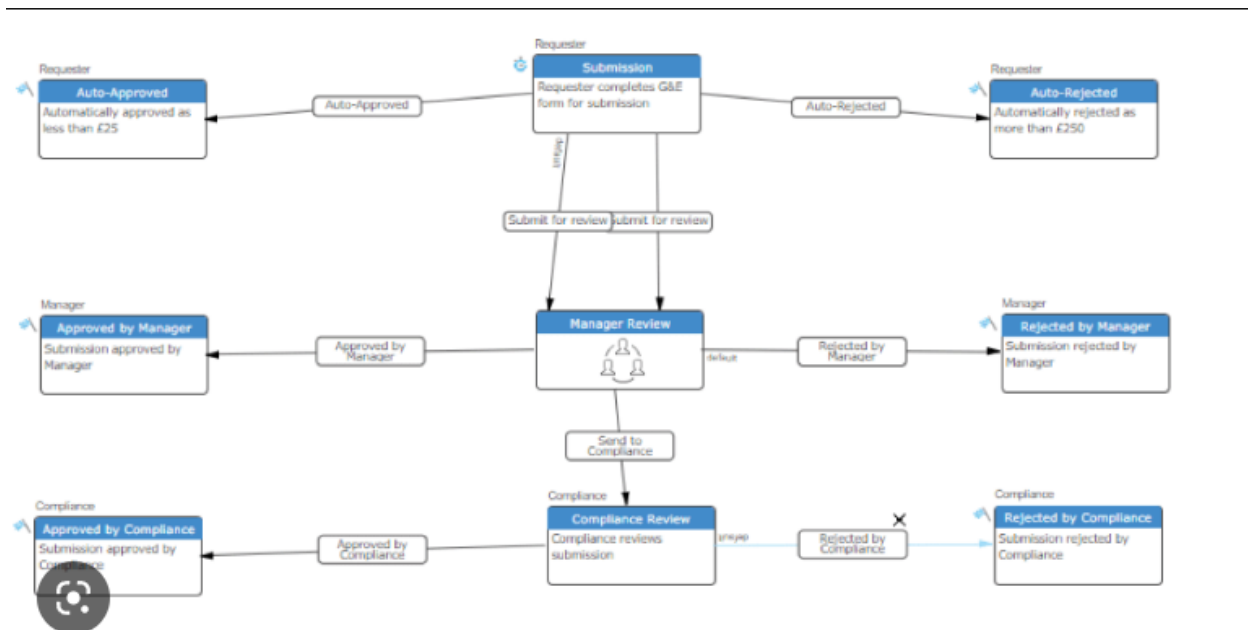 Requester
Submission
Requester completes G&E
form for submission
Requester
Auto-Approved
Automatically approved as
less than £25
Auto-Approved
Auto-Rejected
Requester
Auto-Rejected
Automatically rejected as
more than £250
default
Submit for review
ubmit for review
Manager
Approved by Manager
Submission approved by
Manager
Approved by
Manager
Manager Review
default
Rejected by
Manager
Manager
Rejected by Manager
Submission rejected by
Manager
Send to
Compliance
Compliance
Approved by Compliance
Submission approved by
Compliance
Approved by
Compliance
Compliance
Compliance Review
Compliance reviews
submission
default
Rejected by
Compliance
Compliance
Rejected by Compliance
Submission rejected by
Compliance